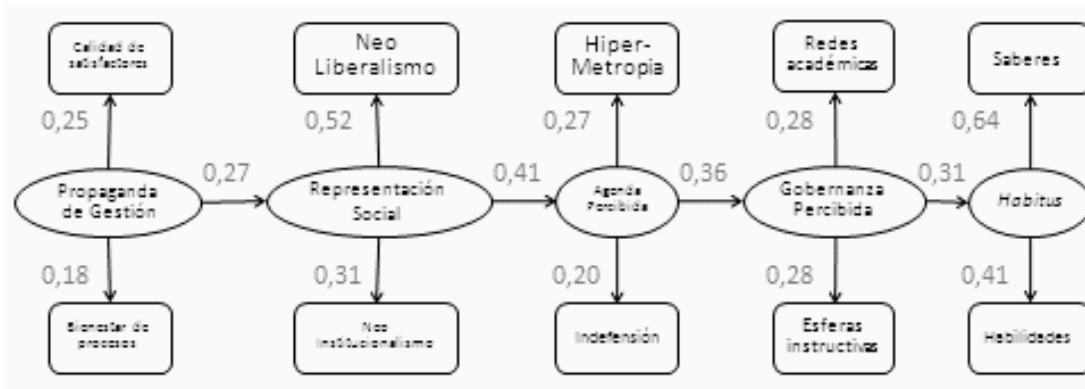 Calidad de
satisfactores
Neo
Liberalismo
Hiper-
Metropia
Redes
académicas
Saberes
0,25
0,52
0,27
0,28
0,64
Propaganda
de Gestión
0,27
Representación
Social
0,41
Agenda
Percibida
0,36
Gobernanza
Percibida
0,31
Habitus
0,18
0,31
0,20
0,28
0,41
Bienestar de
procesos
Neo
Institucionalismo
Indefensión
Esferas
instructivas
Habilidades